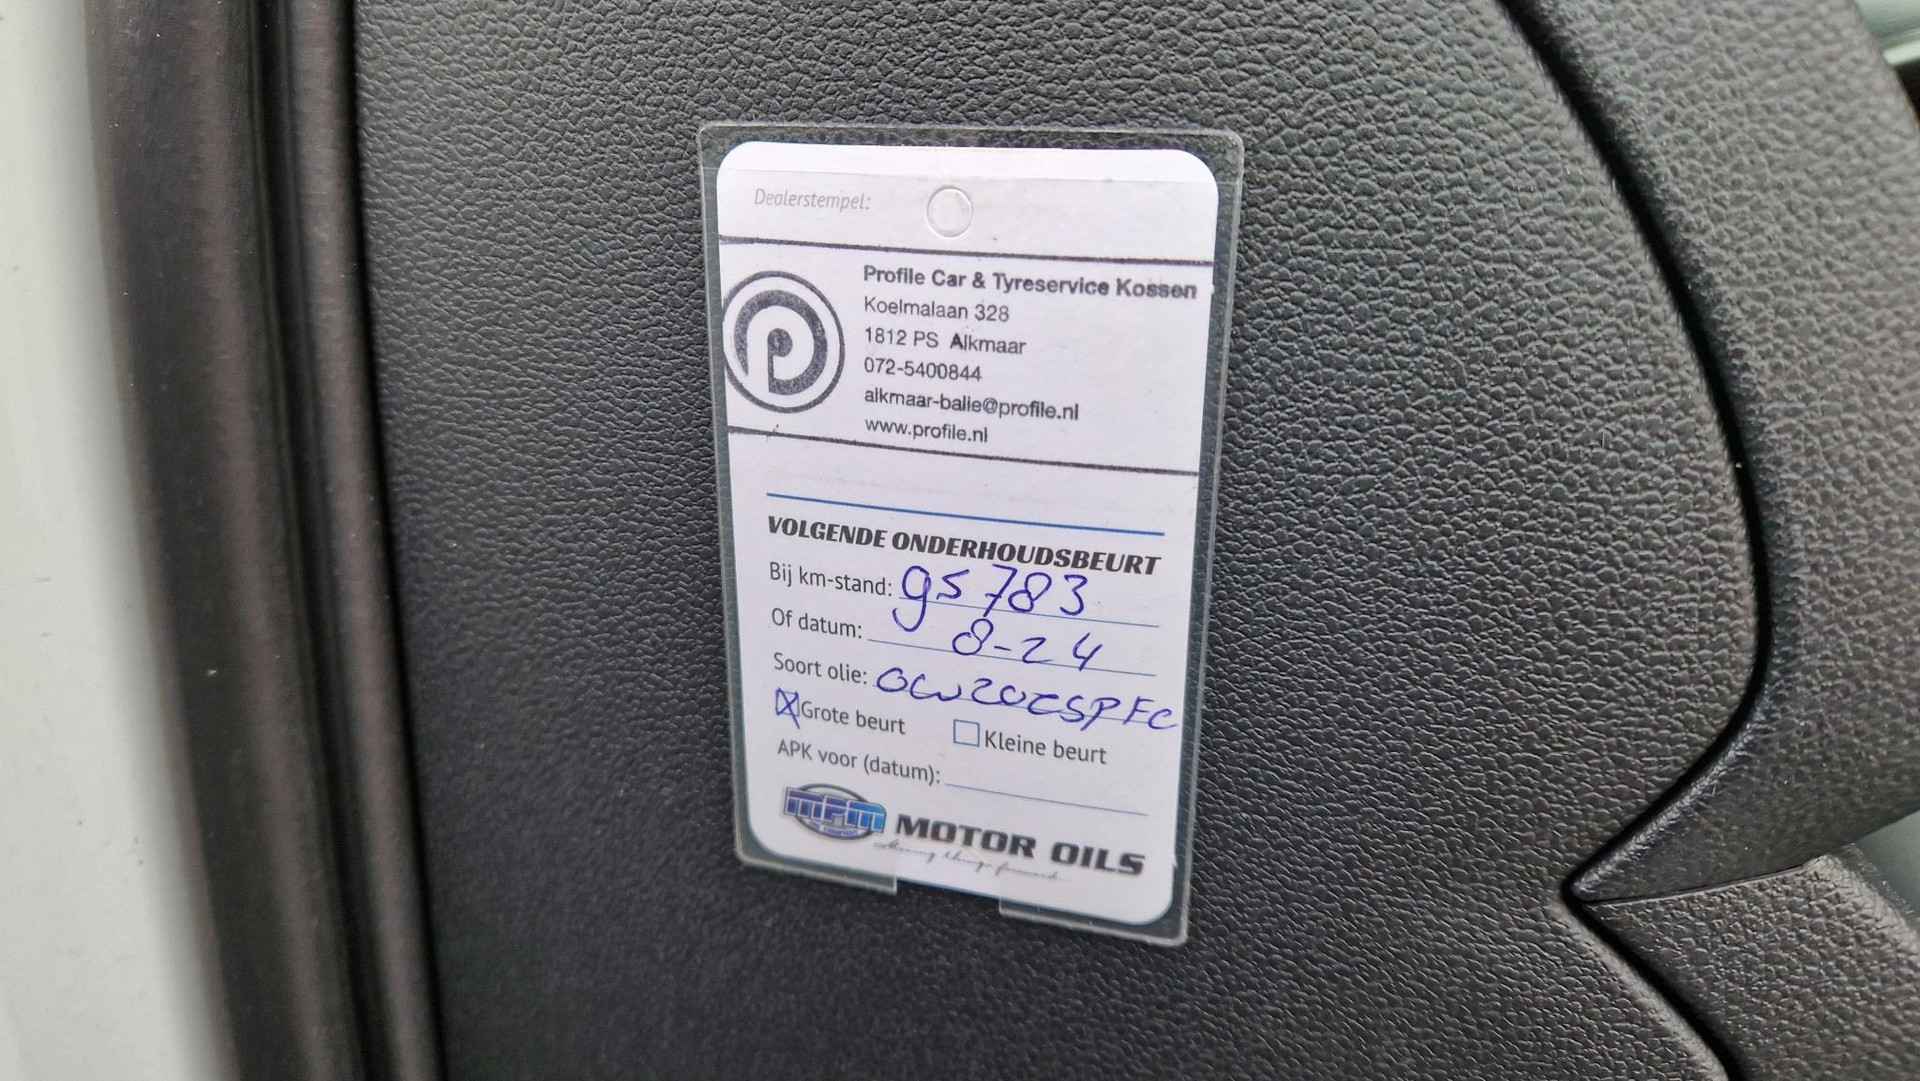 Dealerstempel:
Profile Car & Tyreservice Kossen
Koelmalaan 328
1812 PS Alkmaar
072-5400844
alkmaar-balie@profile.nl
www.profile.nl
VOLGENDE ONDERHOUDSBEURT
Bij km-stand: 95783
Of datum: 8-24
Soort olie: 0W20ESPFE
Grote beurt Kleine beurt
APK voor (datum):
mpm MOTOR OILS